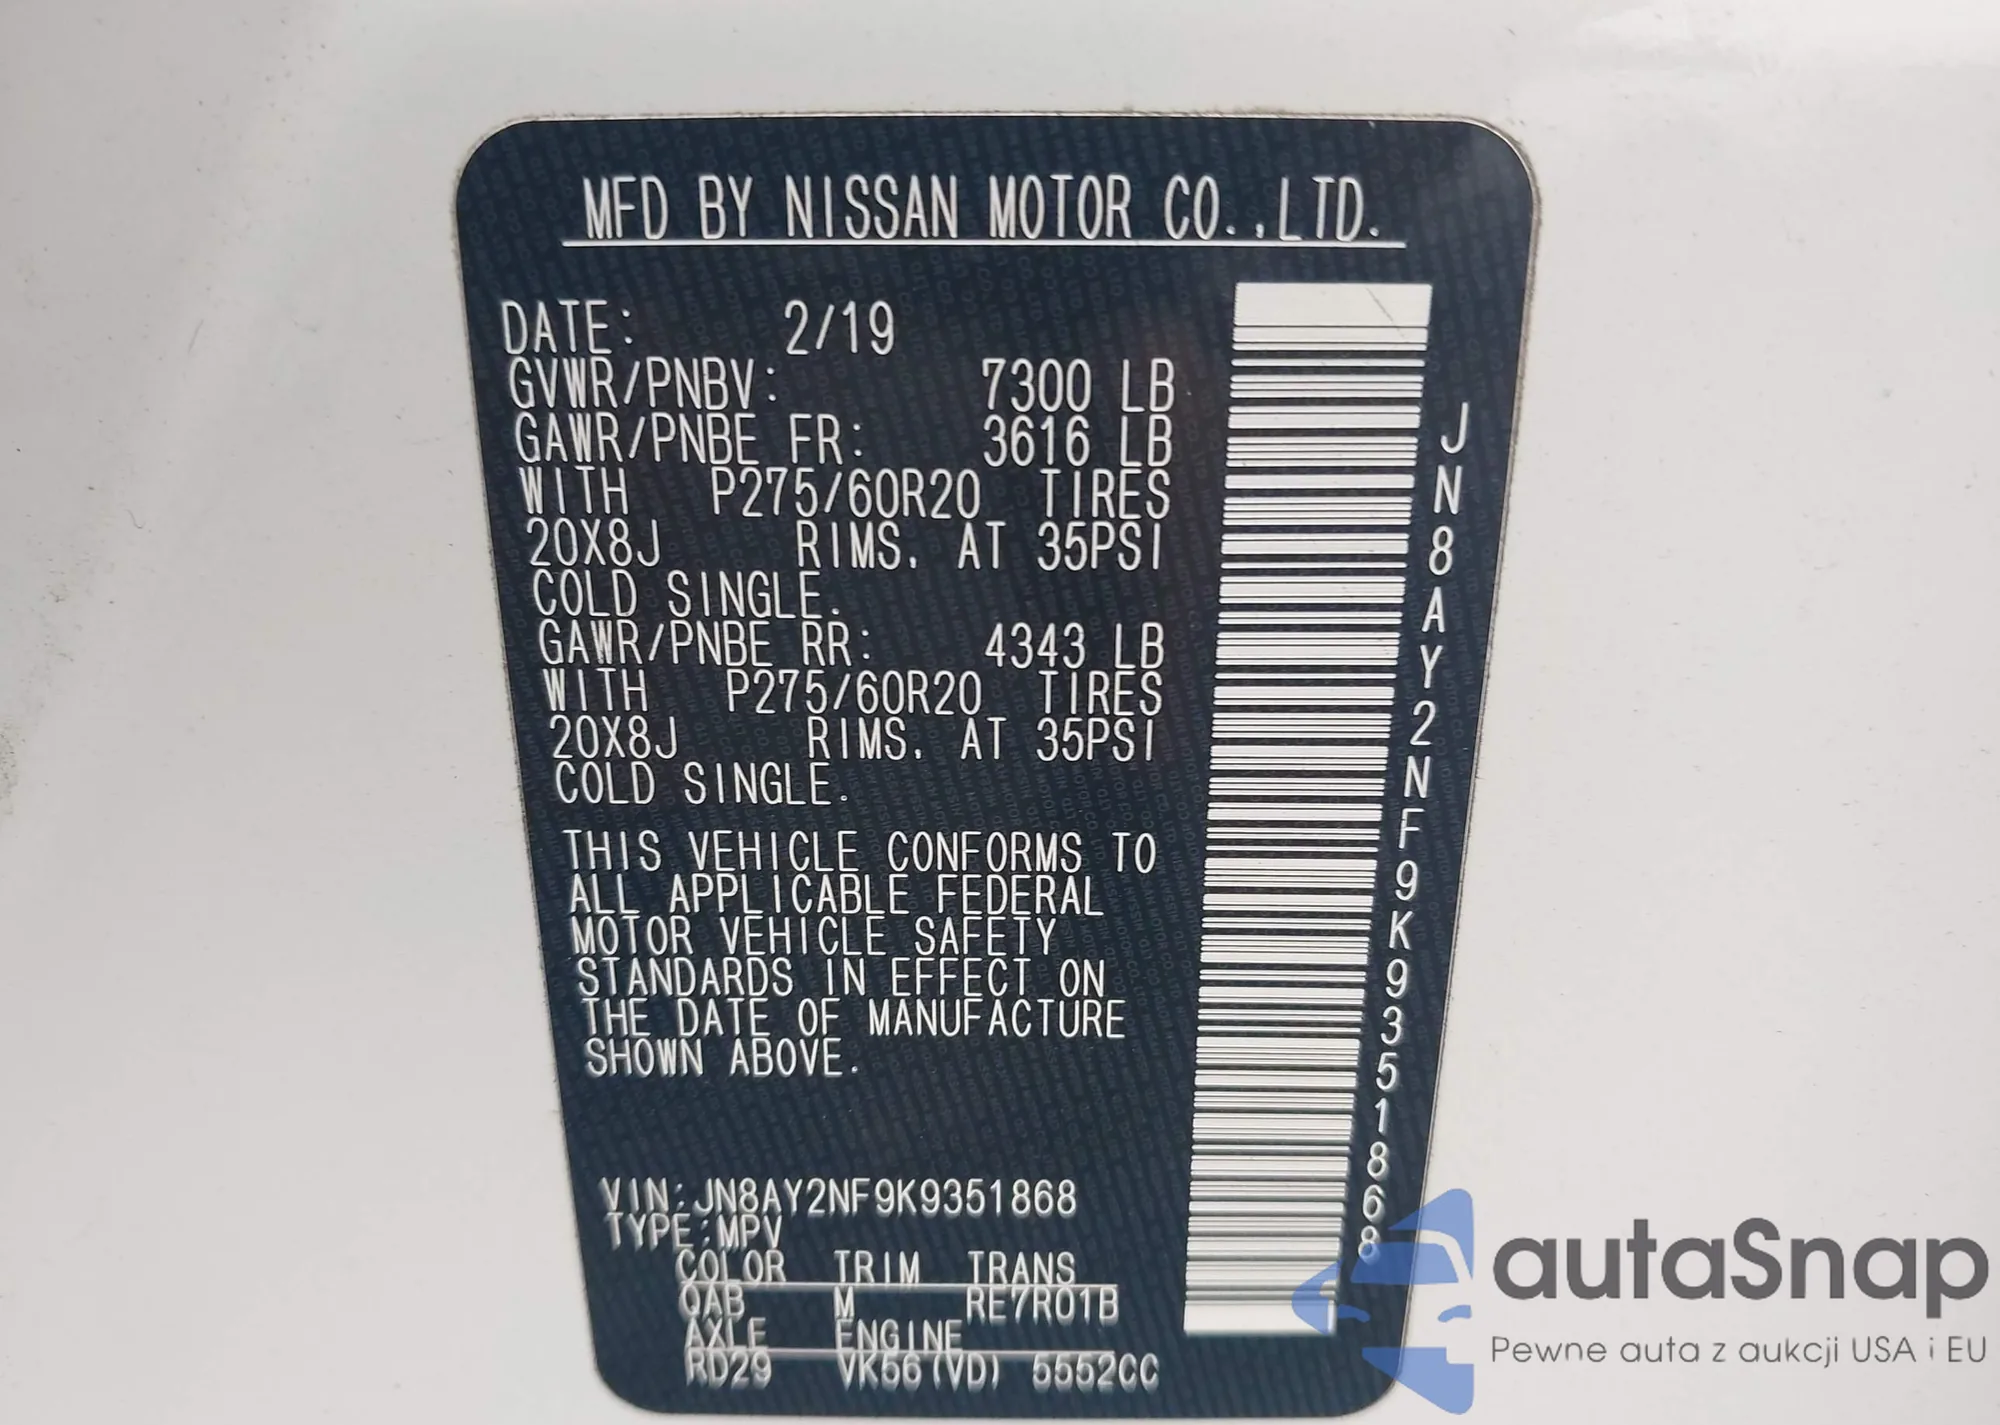 MFD BY NISSAN MOTOR CO.,LTD.
DATE: 2/19
GVWR/PNBV: 7300 LB
GAWR/PNBE FR: 3616 LB
WITH P275/60R20 TIRES
20X8J RIMS. AT 35PSI
COLD SINGLE.
GAWR/PNBE RR: 4343 LB
WITH P275/60R20 TIRES
20X8J RIMS. AT 35PSI
COLD SINGLE.
THIS VEHICLE CONFORMS TO
ALL APPLICABLE FEDERAL
MOTOR VEHICLE SAFETY
STANDARDS IN EFFECT ON
THE DATE OF MANUFACTURE
SHOWN ABOVE.
VIN:JN8AY2NF9K9351868
TYPE:MPV
COLOR TRIM TRANS
QAB M RE7R01B
AXLE ENGINE
RD29 VK56(VD) 5552CC
JN8AY2NF9K9351868
autaSnap
Pewne auta z aukcji USA i EU